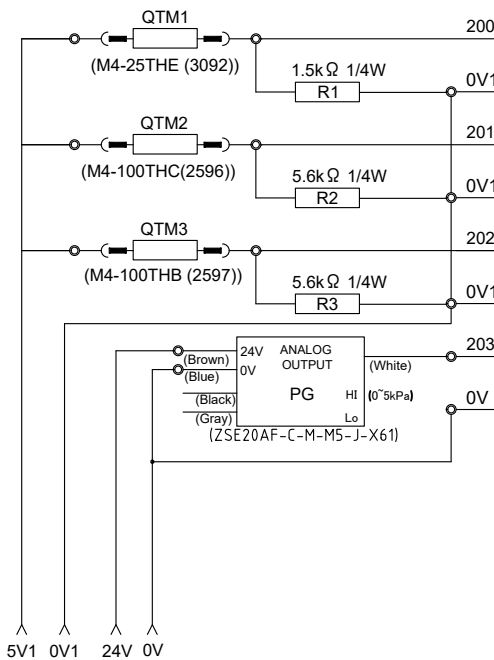 QTM1
200
(M4-25THE (3092))
1.5kΩ 1/4W
0V1
R1
QTM2
201
(M4-100THC(2596))
5.6kΩ 1/4W
0V1
R2
QTM3
202
(M4-100THB (2597))
5.6kΩ 1/4W
0V1
R3
24V ANALOG OUTPUT
203
(Brown)
(White)
(Blue)
0V
PG
HI
(0~5kPa)
0V
(Black)
(Gray)
Lo
(ZSE20AF-C-M-M5-J-X61)
5V1 0V1 24V 0V